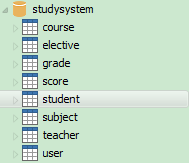 studysystem
course
elective
grade
score
student
subject
teacher
user